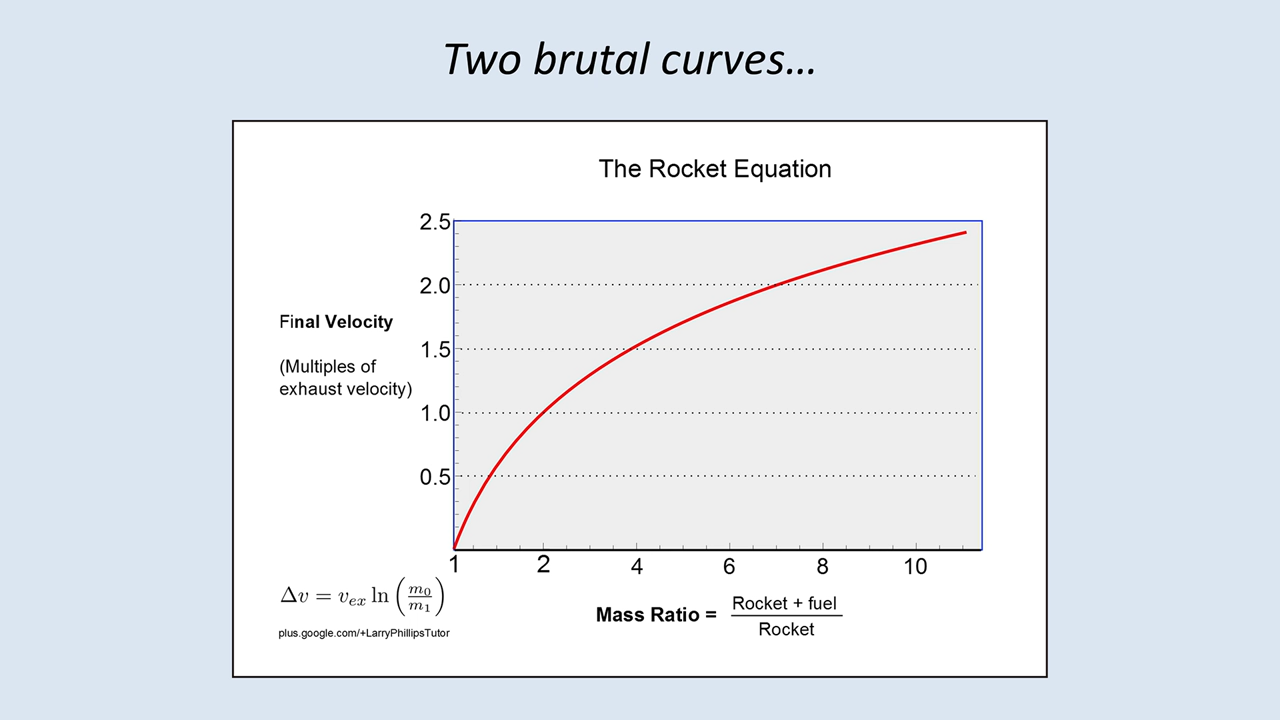 Two brutal curves...
The Rocket Equation
2.5
2.0
1.5
1.0
0.5
Final Velocity
(Multiples of
exhaust velocity)
1 2 4 6 8 10
Δv = v_ex ln (m_0/m_1)
Mass Ratio = Rocket + fuel
Rocket
plus.google.com/+LarryPhillipsTutor